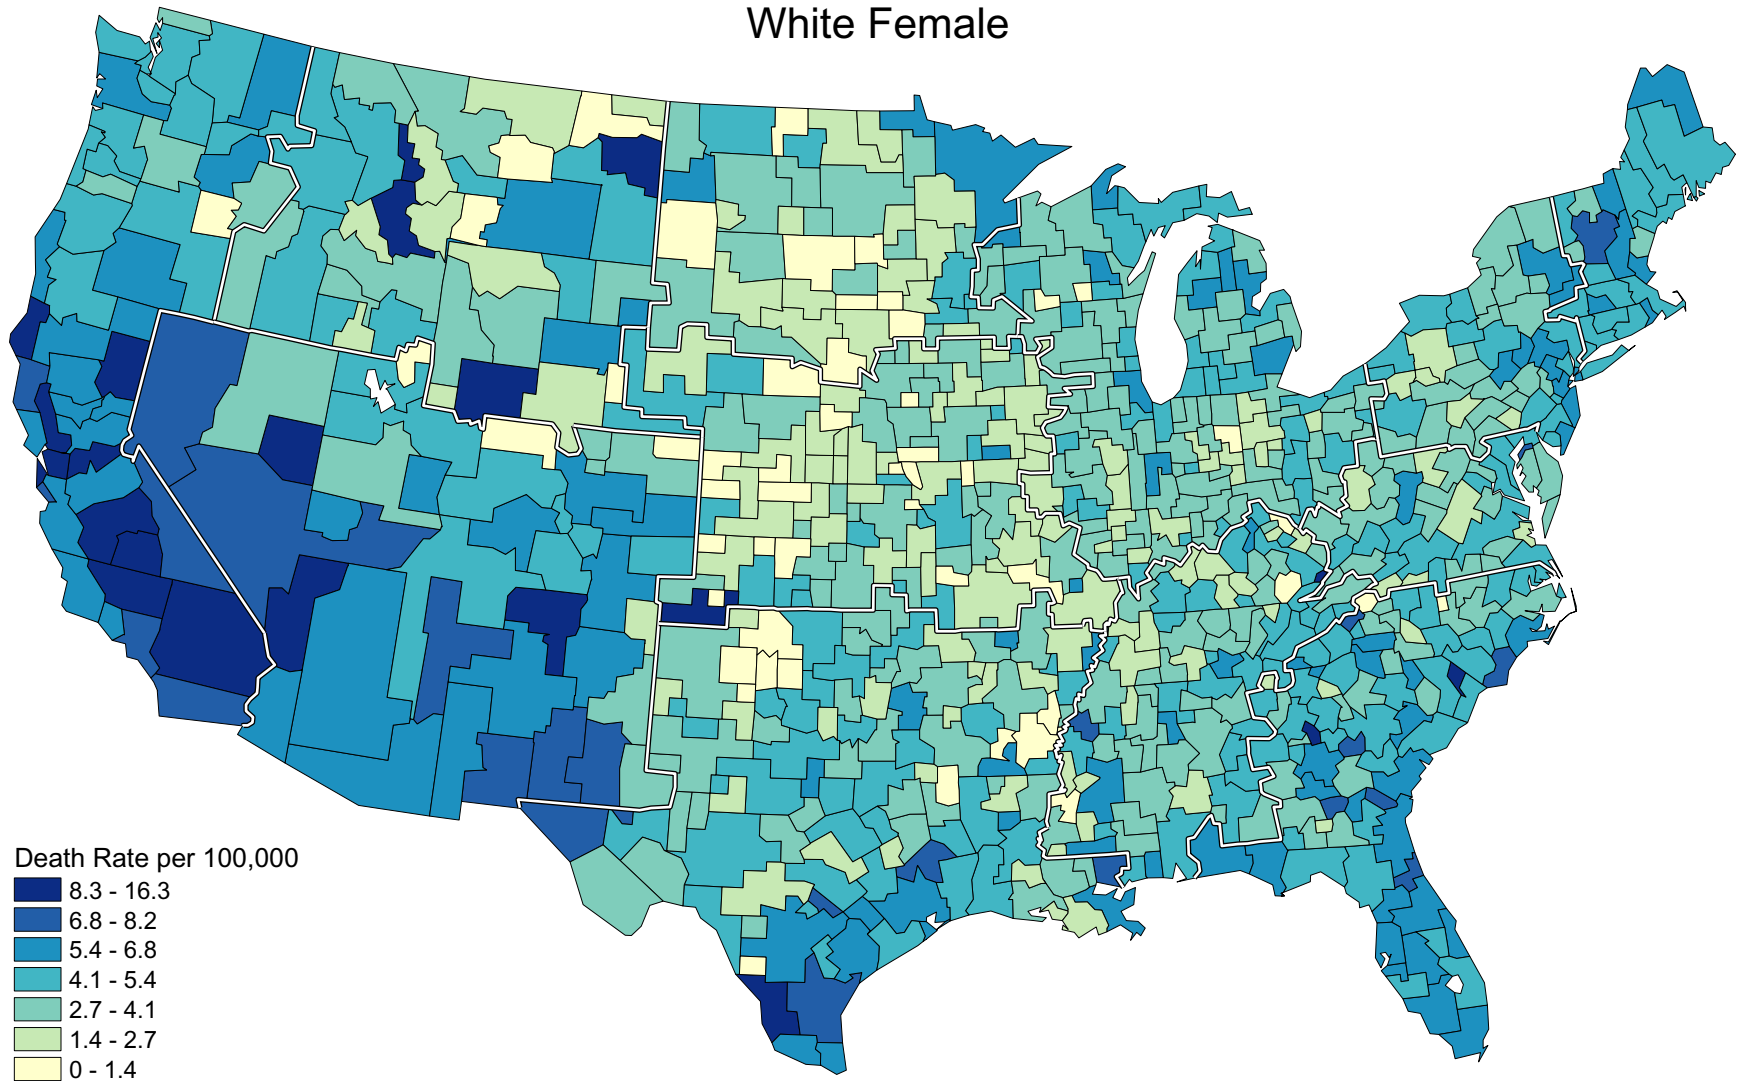 White Female
Death Rate per 100,000
8.3 - 16.3
6.8 - 8.2
5.4 - 6.8
4.1 - 5.4
2.7 - 4.1
1.4 - 2.7
0 - 1.4